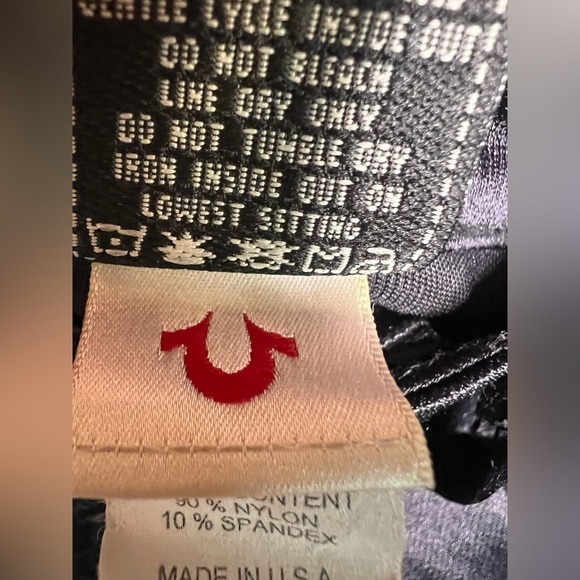 GENTLE CYCLE INSIDE OUT
DO NOT BLEACH
LINE DRY ONLY
DO NOT TUMBLE DRY
IRON INSIDE OUT ON
LOWEST SETTING
CONTENT
90 % NYLON
10 % SPANDEX
MADE IN U.S.A